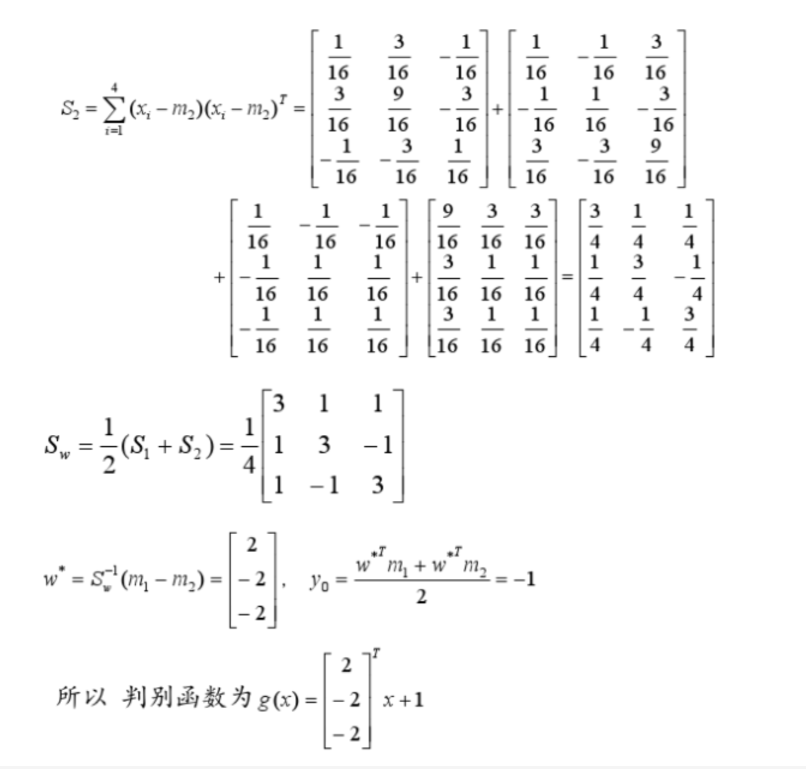 $S_2 = \sum_{i=1}^{4} (x_i - m_2)(x_i - m_2)^T = \begin{bmatrix} \frac{1}{16} & \frac{3}{16} & -\frac{1}{16} \\ \frac{3}{16} & \frac{9}{16} & -\frac{3}{16} \\ -\frac{1}{16} & -\frac{3}{16} & \frac{1}{16} \end{bmatrix} + \begin{bmatrix} \frac{1}{16} & -\frac{1}{16} & \frac{3}{16} \\ -\frac{1}{16} & \frac{1}{16} & -\frac{3}{16} \\ \frac{3}{16} & -\frac{3}{16} & \frac{9}{16} \end{bmatrix}$
$+ \begin{bmatrix} \frac{1}{16} & -\frac{1}{16} & -\frac{1}{16} \\ -\frac{1}{16} & \frac{1}{16} & \frac{1}{16} \\ -\frac{1}{16} & \frac{1}{16} & \frac{1}{16} \end{bmatrix} + \begin{bmatrix} \frac{9}{16} & \frac{3}{16} & \frac{3}{16} \\ \frac{3}{16} & \frac{1}{16} & \frac{1}{16} \\ \frac{3}{16} & \frac{1}{16} & \frac{1}{16} \end{bmatrix} = \begin{bmatrix} \frac{3}{4} & \frac{1}{4} & \frac{1}{4} \\ \frac{1}{4} & \frac{3}{4} & -\frac{1}{4} \\ \frac{1}{4} & -\frac{1}{4} & \frac{3}{4} \end{bmatrix}$
$S_w = \frac{1}{2}(S_1 + S_2) = \frac{1}{4} \begin{bmatrix} 3 & 1 & 1 \\ 1 & 3 & -1 \\ 1 & -1 & 3 \end{bmatrix}$
$w^* = S_w^{-1}(m_1 - m_2) = \begin{bmatrix} 2 \\ -2 \\ -2 \end{bmatrix}, \quad y_0 = \frac{w^{*T} m_1 + w^{*T} m_2}{2} = -1$
所以 判别函数为 $g(x) = \begin{bmatrix} 2 \\ -2 \\ -2 \end{bmatrix}^T x + 1$